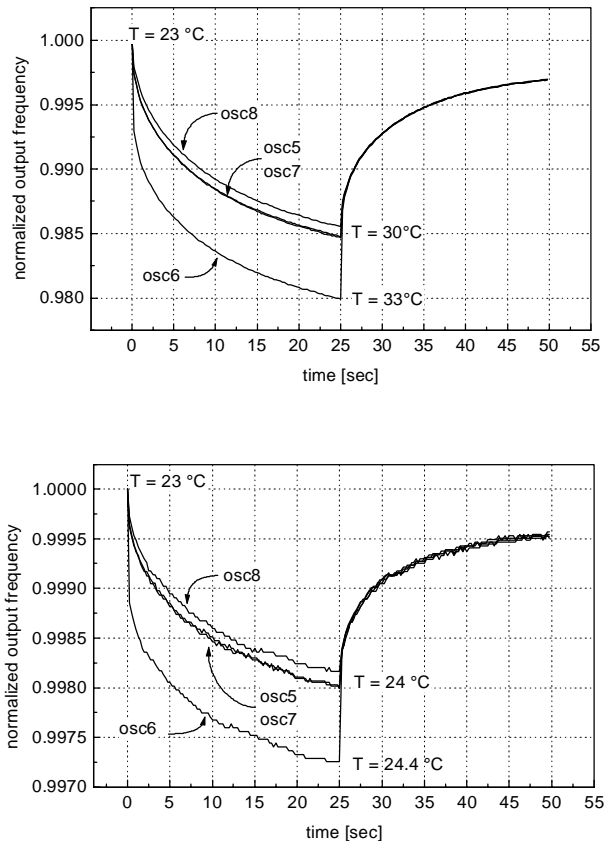 T = 23 °C
1.000
0.995
0.990
0.985
0.980
normalized output frequency
osc8
osc5
osc7
T = 30°C
osc6
T = 33°C
0 5 10 15 20 25 30 35 40 45 50 55
time [sec]
T = 23 °C
1.0000
0.9995
0.9990
0.9985
0.9980
0.9975
0.9970
normalized output frequency
osc8
osc5
osc7
T = 24 °C
osc6
T = 24.4 °C
0 5 10 15 20 25 30 35 40 45 50 55
time [sec]